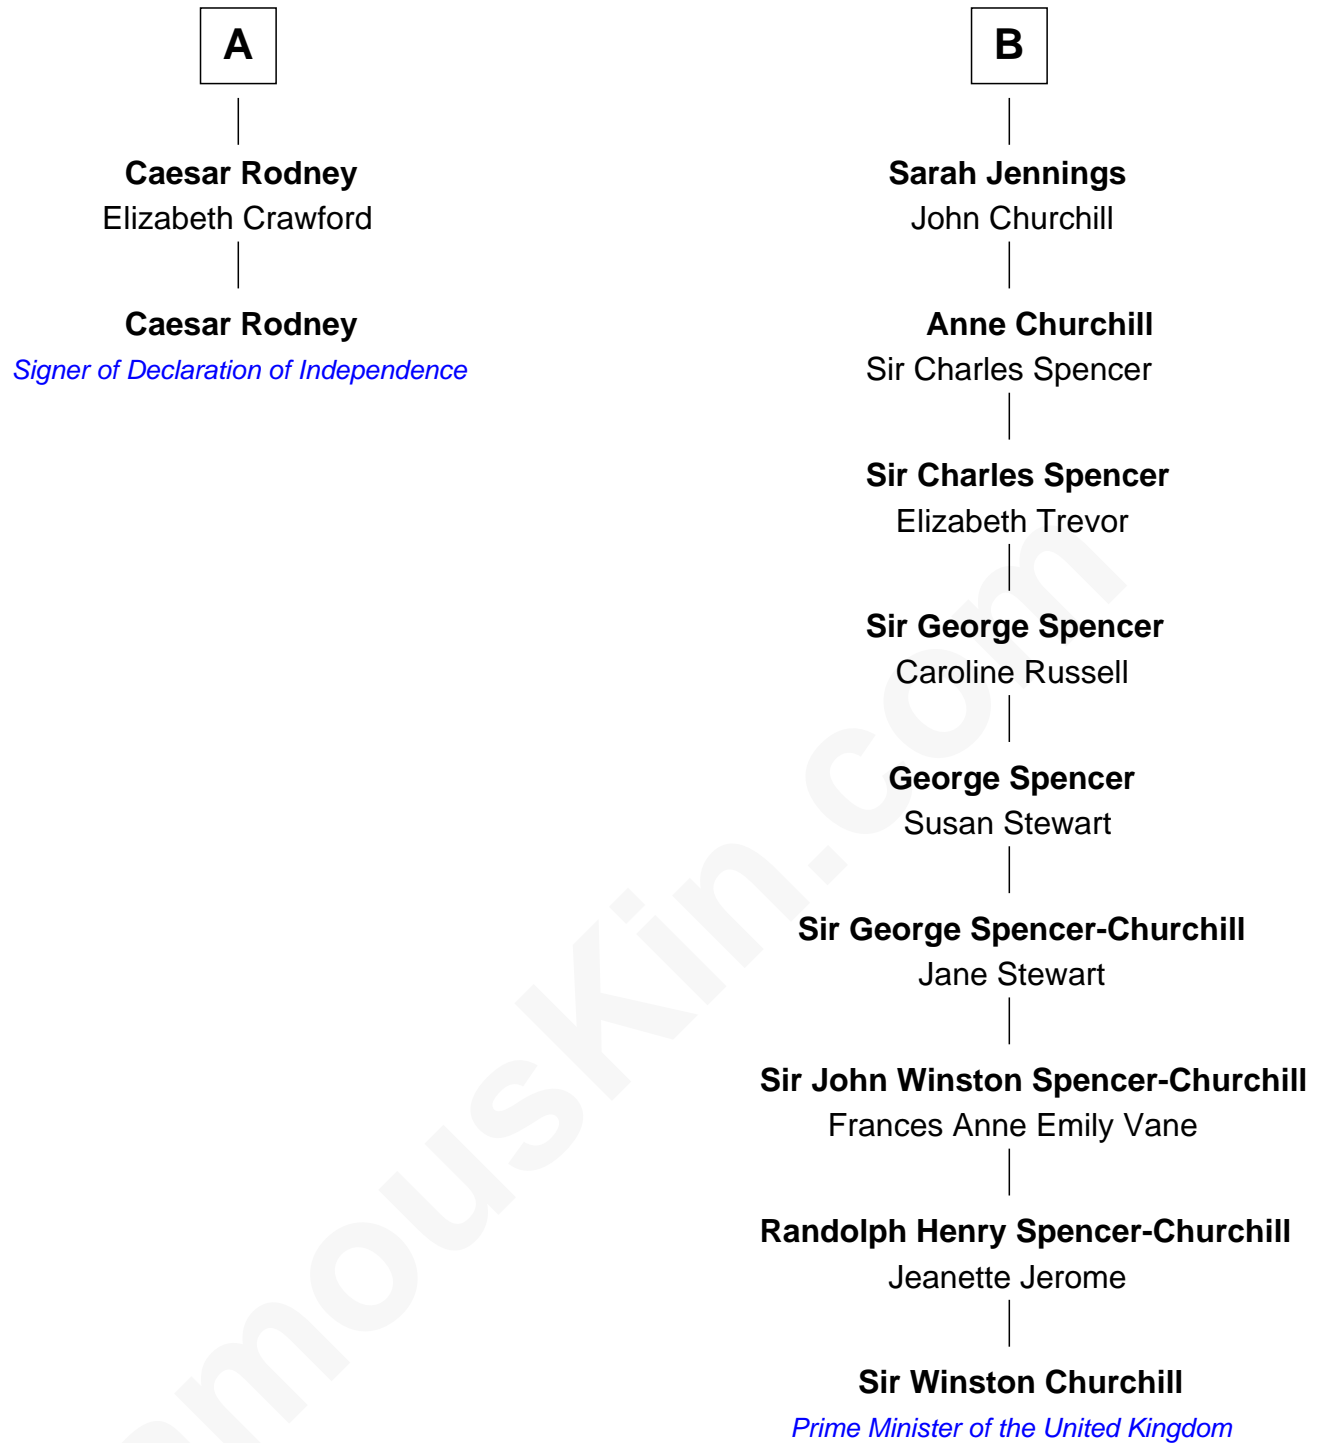 A
Caesar Rodney
Elizabeth Crawford
Caesar Rodney
Signer of Declaration of Independence
B
Sarah Jennings
John Churchill
Anne Churchill
Sir Charles Spencer
Sir Charles Spencer
Elizabeth Trevor
Sir George Spencer
Caroline Russell
George Spencer
Susan Stewart
Sir George Spencer-Churchill
Jane Stewart
Sir John Winston Spencer-Churchill
Frances Anne Emily Vane
Randolph Henry Spencer-Churchill
Jeanette Jerome
Sir Winston Churchill
Prime Minister of the United Kingdom
amouskin.com